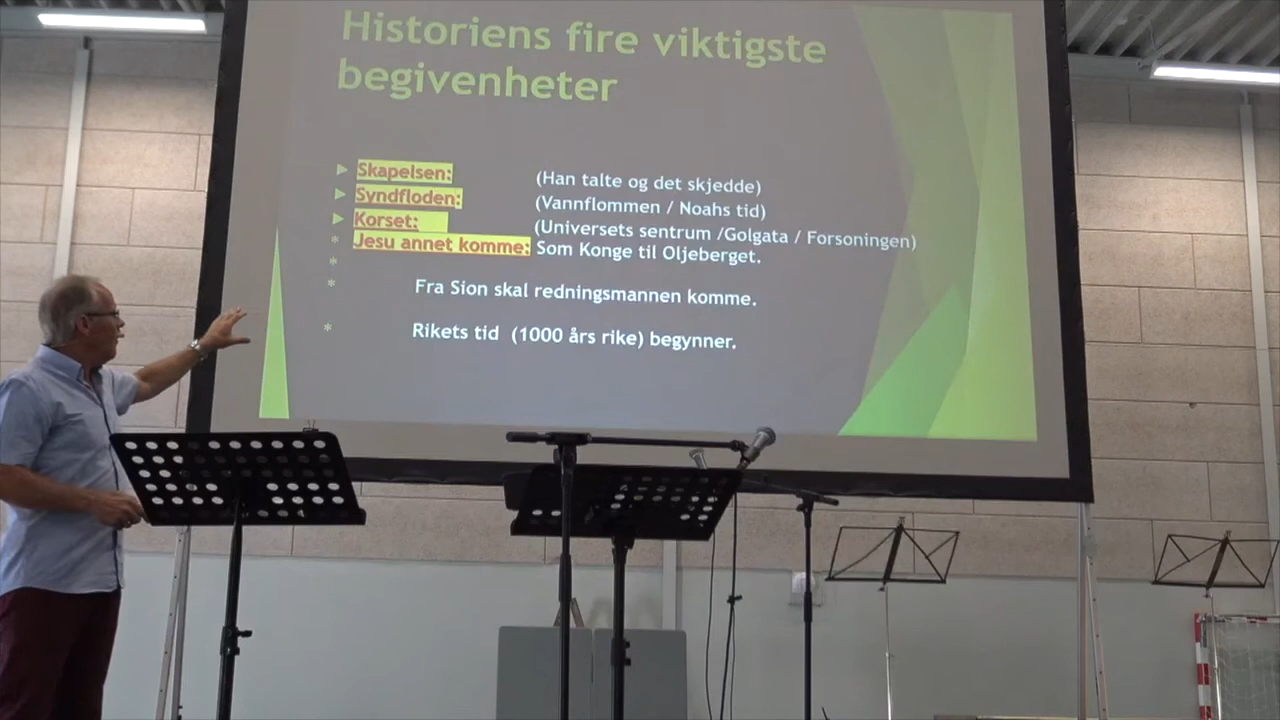 Historiens fire viktigste
begivenheter
Skapelsen: (Han talte og det skjedde)
Syndfloden: (Vannflommen / Noahs tid)
Korset: (Universets sentrum /Golgata / Forsoningen)
* Jesu annet komme: Som Konge til Oljeberget.
*
* Fra Sion skal redningsmannen komme.
* Rikets tid (1000 års rike) begynner.